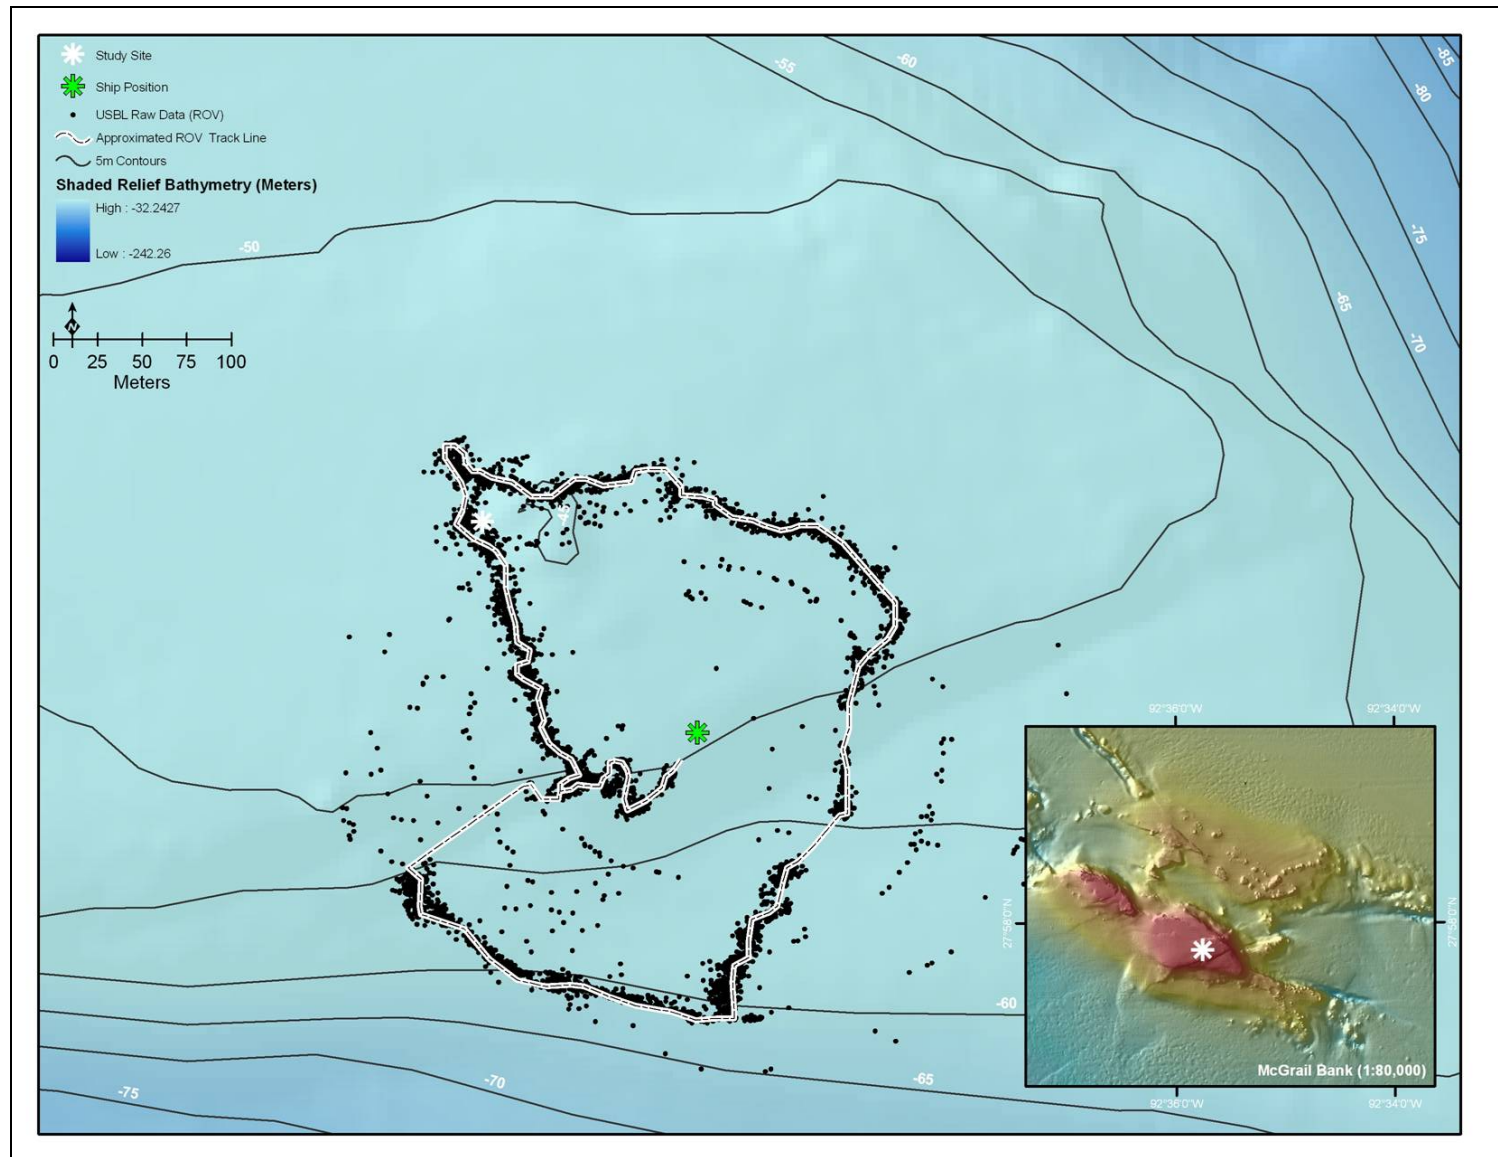 Study Site
Ship Position
USBL Raw Data (ROV)
Approximated ROV Track Line
5m Contours
Shaded Relief Bathymetry (Meters)
High : -32.2427
Low : -242.26
N
0 25 50 75 100
Meters
-55
-60
-85
-80
-75
-65
-70
-50
-45
-60
-65
-70
-75
92°36'0"W
92°34'0"W
27°58'0"N
27°58'0"N
McGrail Bank (1:80,000)
92°36'0"W
92°34'0"W